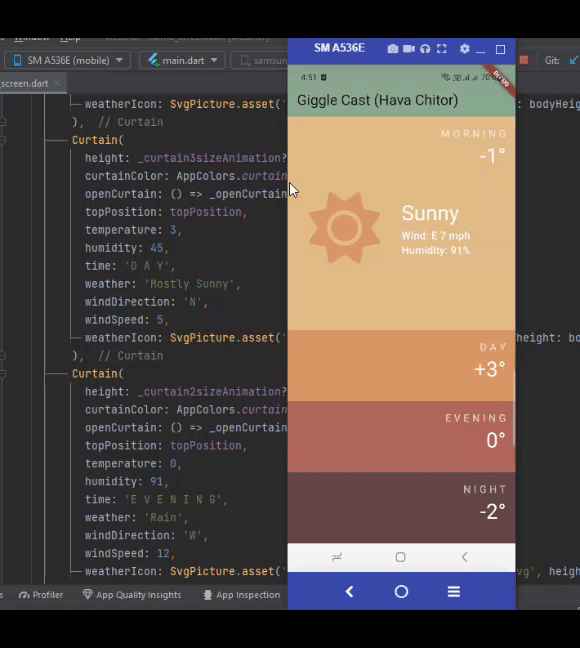 Window Help
SM A536E
SM A536E (mobile)
main.dart
samsun
Git:
_screen.dart
4:51
70
DEBUG
Giggle Cast (Hava Chitor)
weatherIcon: SvgPicture.asset('
: bodyHeig
), // Curtain
Curtain(
height: _curtain3sizeAnimation?
curtainColor: AppColors.curtain
openCurtain: () => _openCurtain
topPosition: topPosition,
temperature: 3,
humidity: 45,
time: 'D A Y',
weather: 'Mostly Sunny',
windDirection: 'N',
windSpeed: 5,
weatherIcon: SvgPicture.asset('
height: bo
), // Curtain
Curtain(
height: _curtain2sizeAnimation?
curtainColor: AppColors.curtain
openCurtain: () => _openCurtain
topPosition: topPosition,
temperature: 0,
humidity: 91,
time: 'E V E N I N G',
weather: 'Rain',
windDirection: 'W',
windSpeed: 12,
weatherIcon: SvgPicture.asset('
vg', heigh
MORNING
-1°
Sunny
Wind: E 7 mph
Humidity: 91%
DAY
+3°
EVENING
0°
NIGHT
-2°
es
Profiler
App Quality Insights
App Inspection